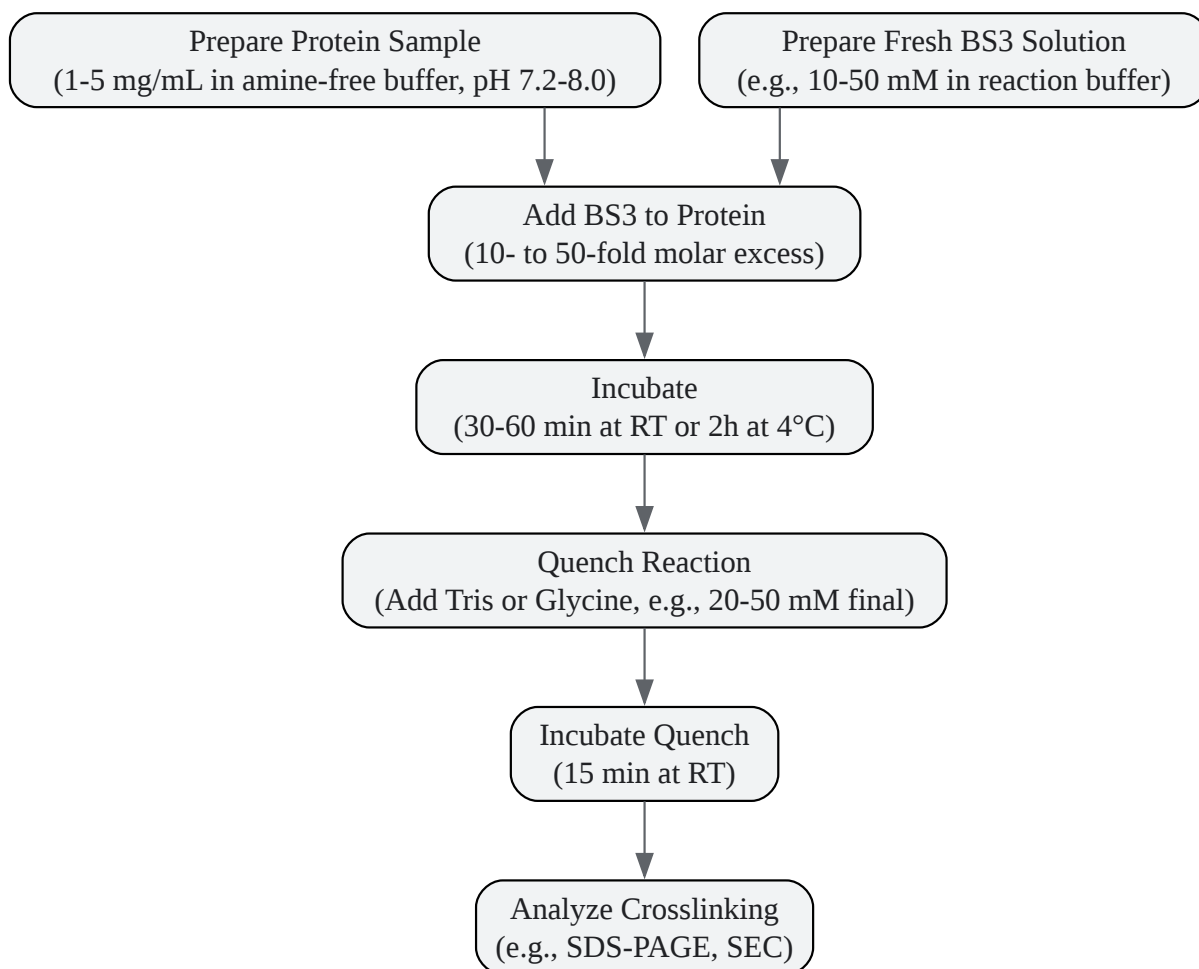 Prepare Protein Sample
(1-5 mg/mL in amine-free buffer, pH 7.2-8.0)
Prepare Fresh BS3 Solution
(e.g., 10-50 mM in reaction buffer)
Add BS3 to Protein
(10- to 50-fold molar excess)
Incubate
(30-60 min at RT or 2h at 4°C)
Quench Reaction
(Add Tris or Glycine, e.g., 20-50 mM final)
Incubate Quench
(15 min at RT)
Analyze Crosslinking
(e.g., SDS-PAGE, SEC)